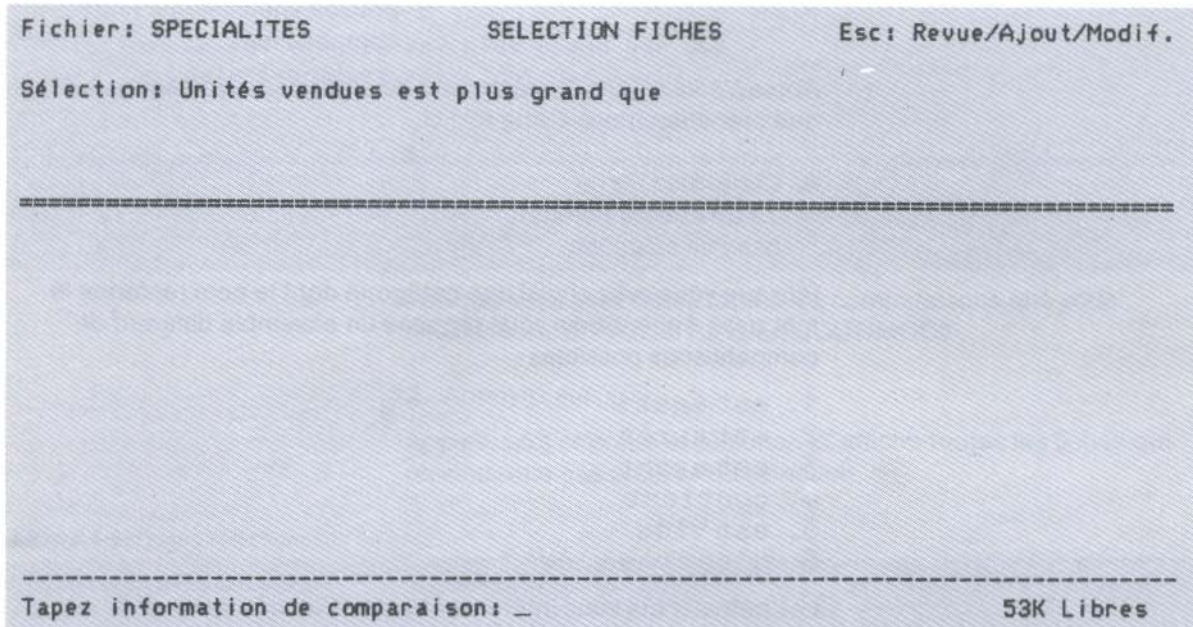 Fichier: SPECIALITES SELECTION FICHES Esc: Revue/Ajout/Modif.
Sélection: Unités vendues est plus grand que
Tapez information de comparaison: _ 53K Libres